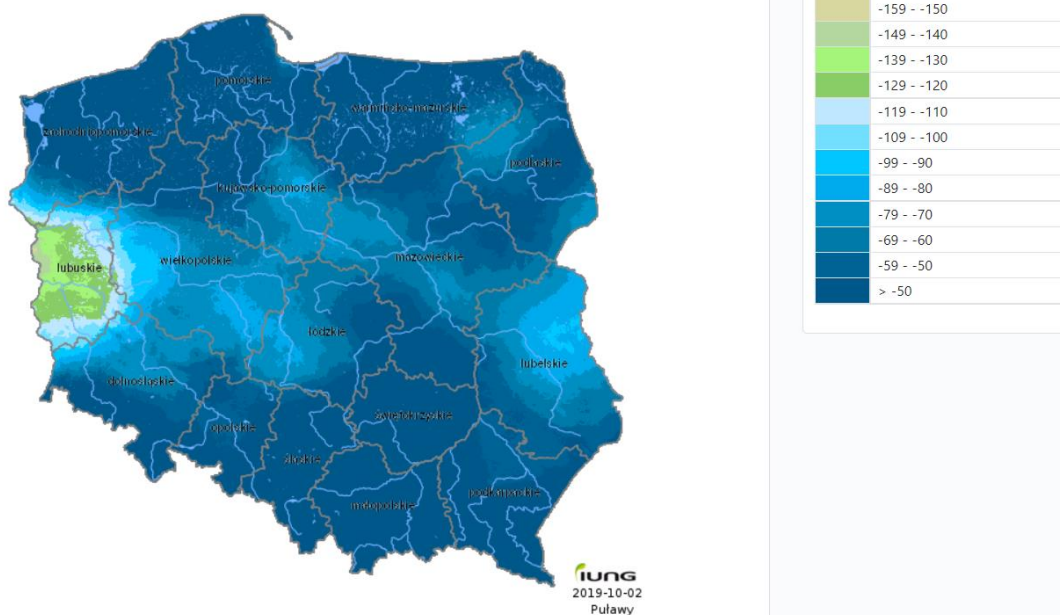 -159 - -150
-149 - -140
-139 - -130
-129 - -120
-119 - -110
-109 - -100
-99 - -90
-89 - -80
-79 - -70
-69 - -60
-59 - -50
> -50
pomorskie
warmińsko-mazurskie
zachodniopomorskie
podlaskie
kujawsko-pomorskie
mazowieckie
wielkopolskie
lubuskie
łódzkie
lubelskie
dolnośląskie
świętokrzyskie
opolskie
śląskie
podkarpackie
małopolskie
IUNG
2019-10-02
Puławy